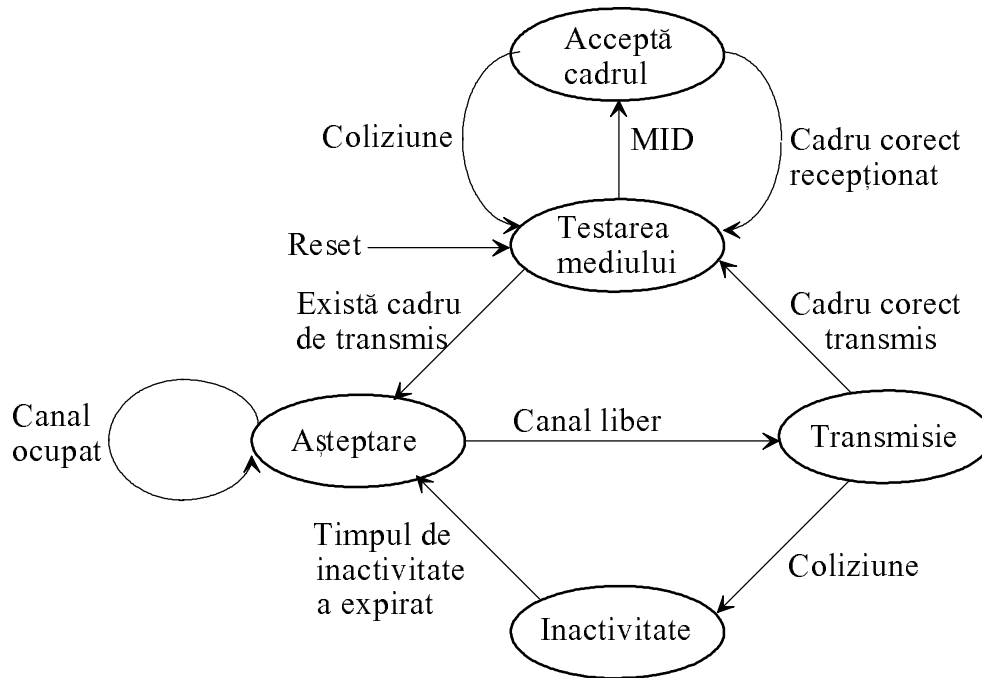 Acceptă
cadrul
Coliziune
MID
Cadru corect
recepționat
Testarea
mediului
Reset
Există cadru
de transmis
Cadru corect
transmis
Canal
ocupat
Așteptare
Canal liber
Transmisie
Timpul de
inactivitate
a expirat
Coliziune
Inactivitate